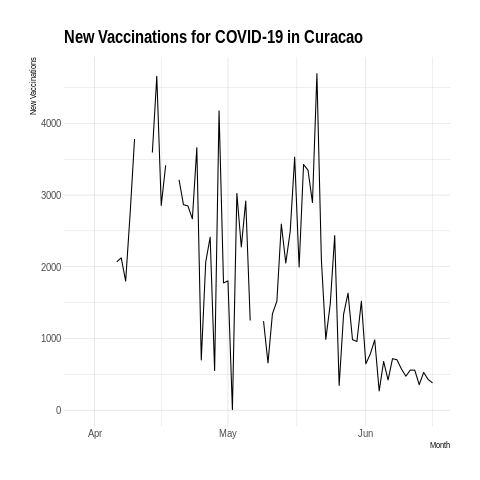 New Vaccinations for COVID-19 in Curacao
New Vaccinations
4000
3000
2000
1000
0
Apr May Jun
Month